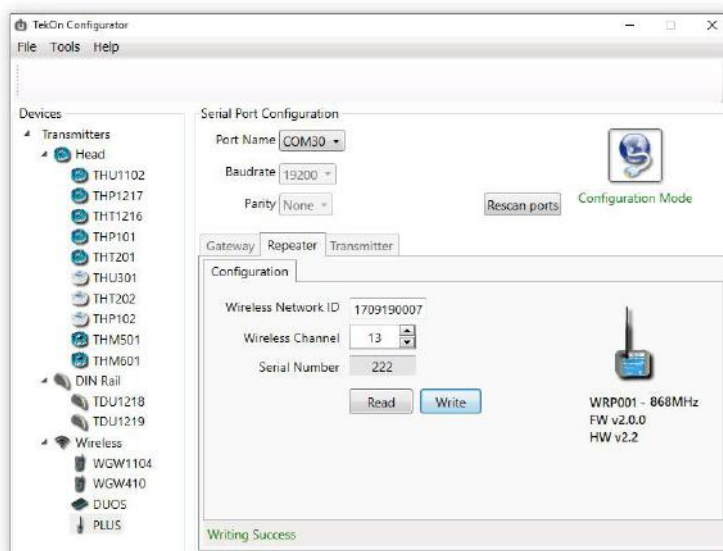 TekOn Configurator
File Tools Help
Devices
Transmitters
Head
THU1102
THP1217
THT1216
THP101
THT201
THU301
THT202
THP102
THM501
THM601
DIN Rail
TDU1218
TDU1219
Wireless
WGW1104
WGW410
DUOS
PLUS
Serial Port Configuration
Port Name COM30
Baudrate 19200
Parity None
Rescan ports
Configuration Mode
Gateway Repeater Transmitter
Configuration
Wireless Network ID 1709190007
Wireless Channel 13
Serial Number 222
Read Write
WRP001 - 868MHz
FW v2.0.0
HW v2.2
Writing Success